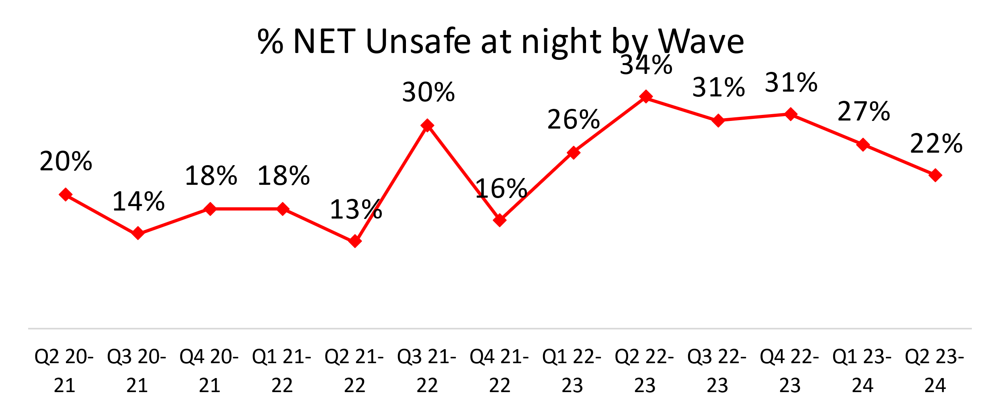 % NET Unsafe at night by Wave
20%
14%
18%
18%
13%
30%
16%
26%
34%
31%
31%
27%
22%
Q2 20-
21
Q3 20-
21
Q4 20-
21
Q1 21-
22
Q2 21-
22
Q3 21-
22
Q4 21-
22
Q1 22-
23
Q2 22-
23
Q3 22-
23
Q4 22-
23
Q1 23-
24
Q2 23-
24